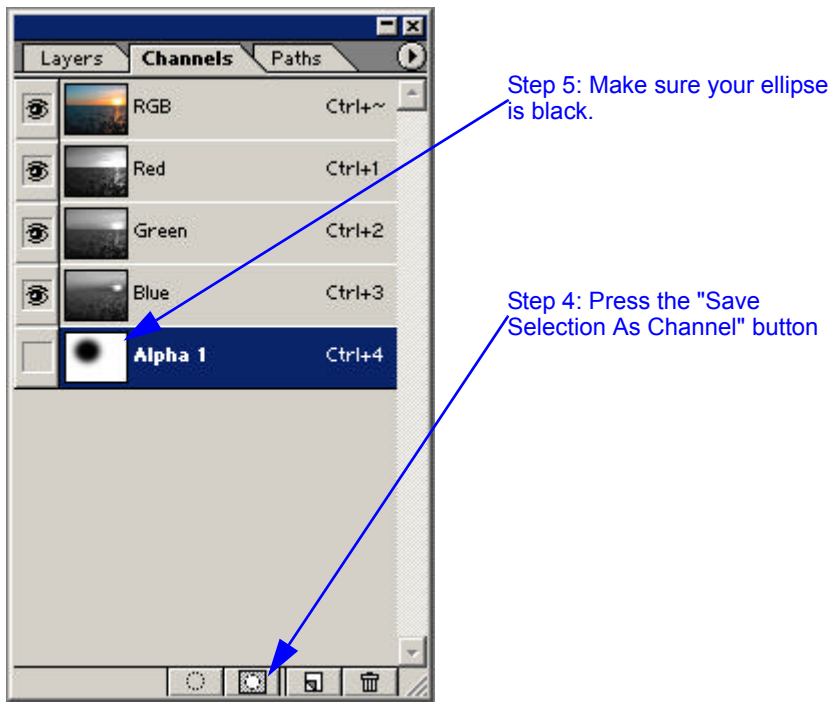 Layers Channels Paths
RGB Ctrl+~
Red Ctrl+1
Green Ctrl+2
Blue Ctrl+3
Alpha 1 Ctrl+4
Step 5: Make sure your ellipse
is black.
Step 4: Press the "Save
Selection As Channel" button